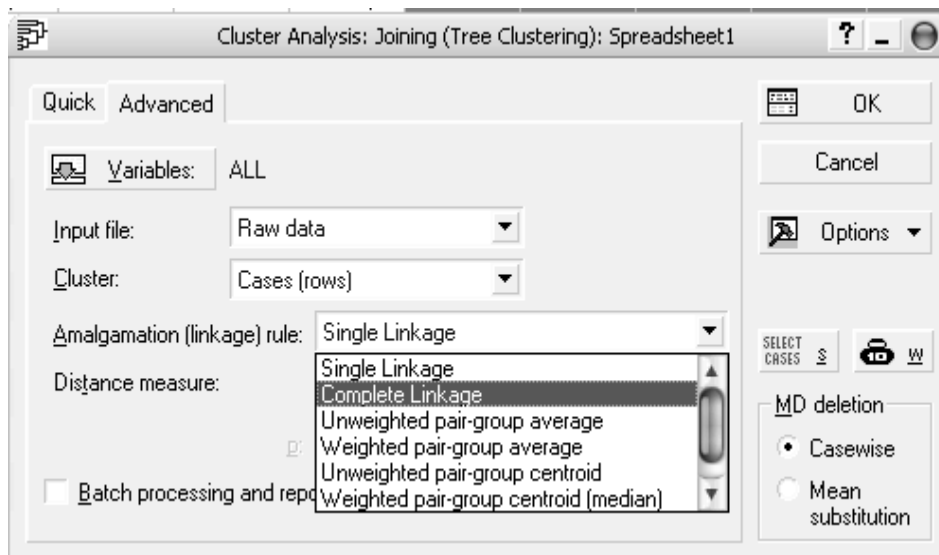 Cluster Analysis: Joining (Tree Clustering): Spreadsheet1
?
Quick Advanced
Variables: ALL
Input file: Raw data
Cluster: Cases (rows)
Amalgamation (linkage) rule: Single Linkage
Distance measure:
Single Linkage
Complete Linkage
Unweighted pair-group average
Weighted pair-group average
Unweighted pair-group centroid
Weighted pair-group centroid (median)
p:
Batch processing and repo
OK
Cancel
Options
SELECT
CASES S
W
MD deletion
Casewise
Mean
substitution